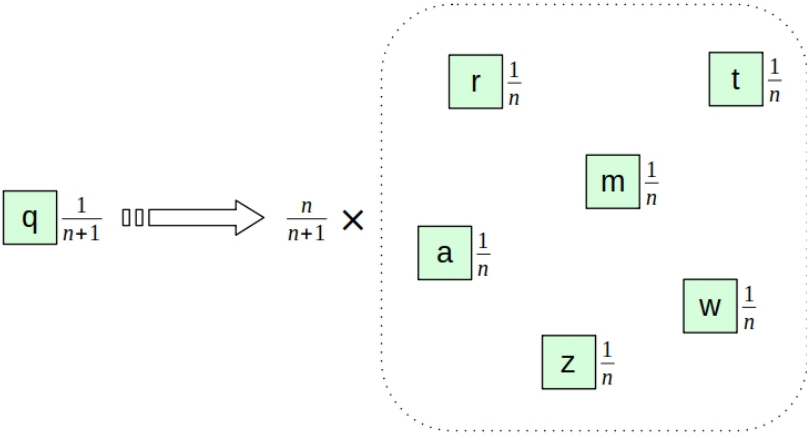 r 1/n
t 1/n
m 1/n
q 1/(n+1)
n/(n+1) ×
a 1/n
w 1/n
z 1/n